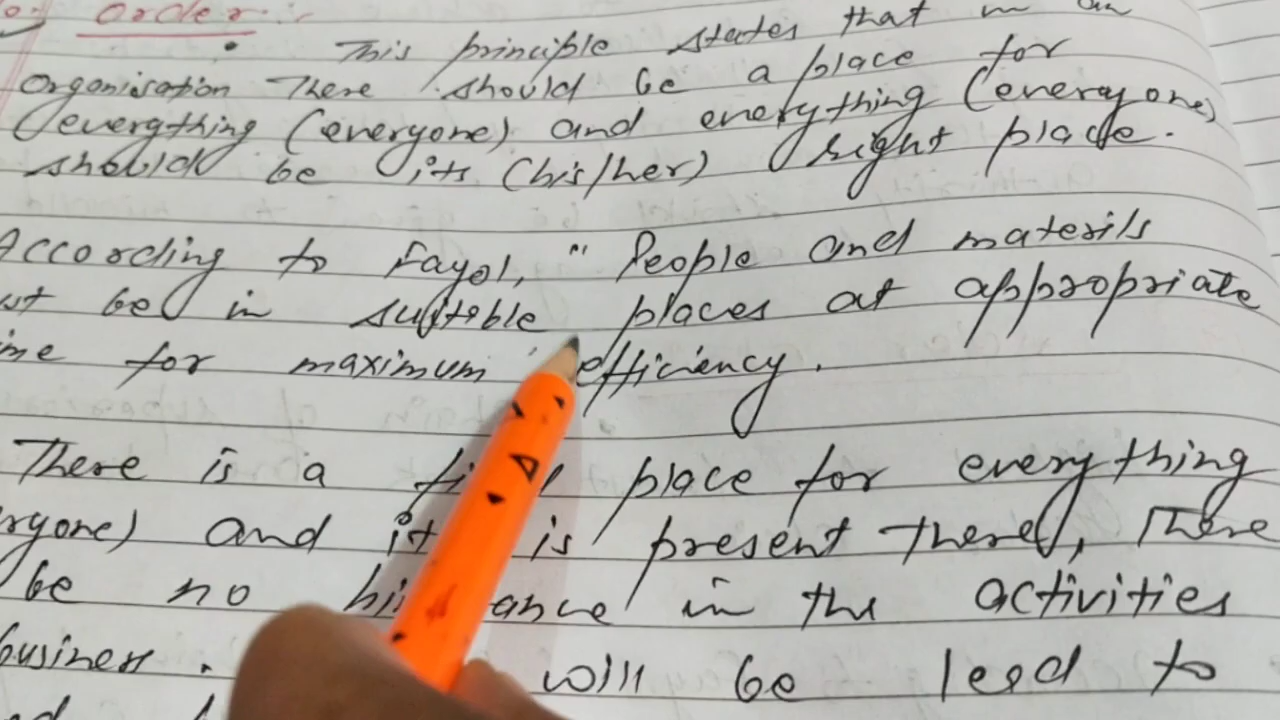 Order :-
This principle states that in an
Organisation There should be a place for
everything (everyone) and everything (everyone)
should be its (his/her) right place.
According to Fayol, " People and materils
be in suitable places at appropriate
for maximum efficiency.
There is a place for everything
and it is present there, There
be no in the activities
business. will be lead to